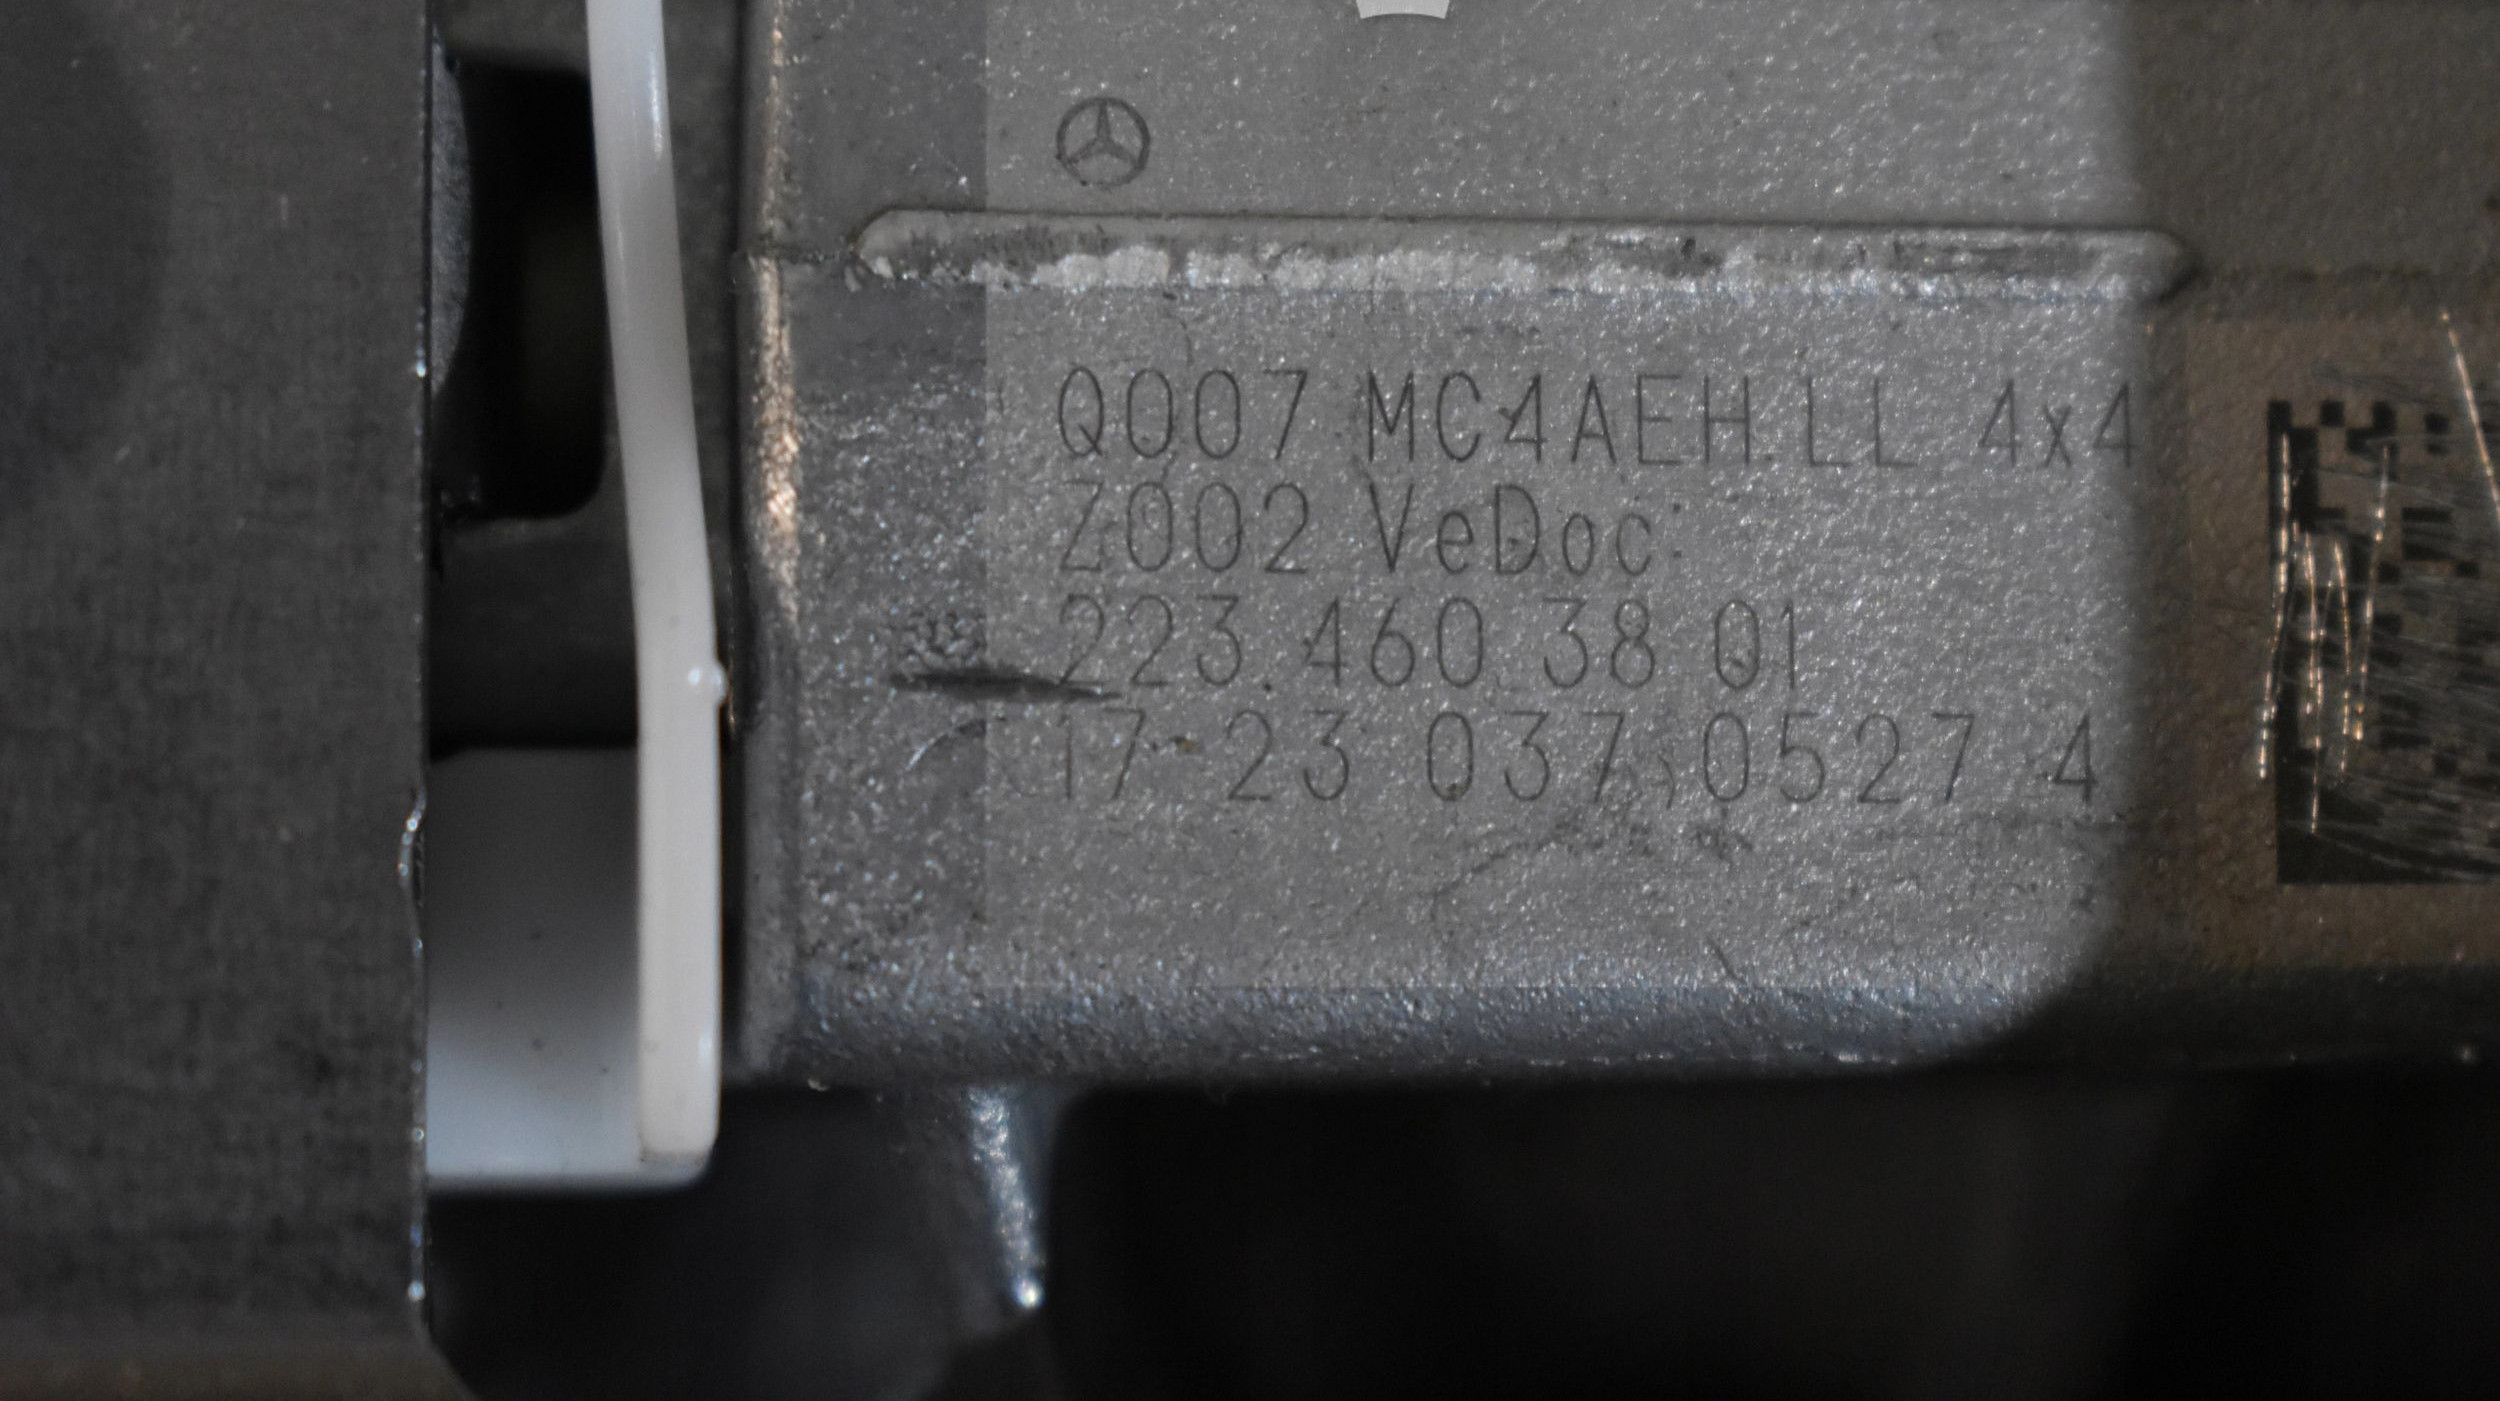 Q007 MC4AEH.LL 4x4
Z002 VeDoc:
223 460 38 01
17 23 037 0527 4